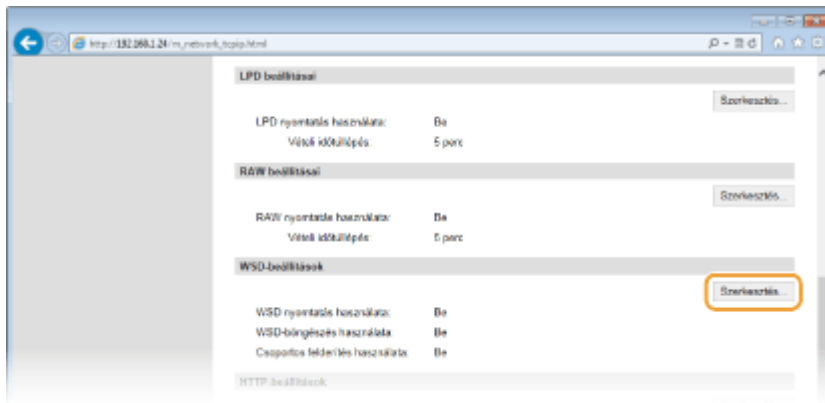 http://192.168.1.24/m_network_tcpip.html
LPD beállításai
Szerkesztés...
LPD nyomtatás használata: Be
Vételi időtúllépés: 5 perc
RAW beállításai
Szerkesztés...
RAW nyomtatás használata: Be
Vételi időtúllépés: 5 perc
WSD-beállítások
Szerkesztés...
WSD nyomtatás használata: Be
WSD-böngészés használata: Be
Csoportos felderítés használata: Be
HTTP-beállítások